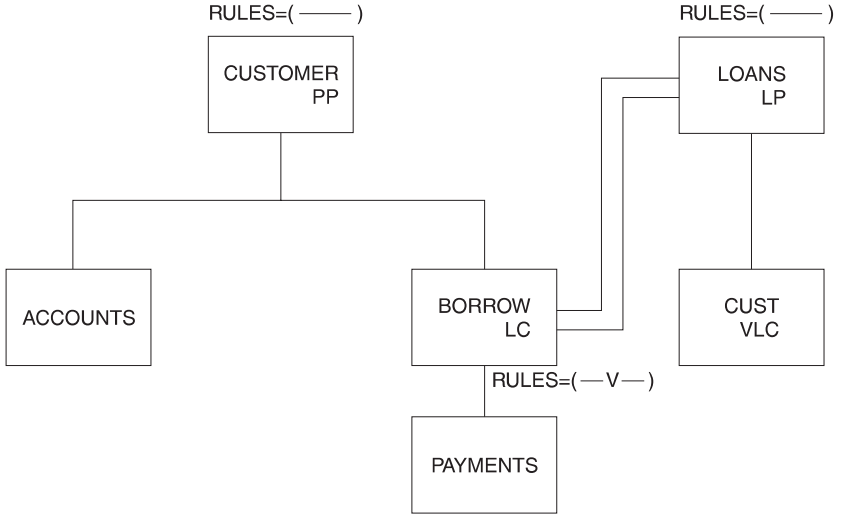 RULES=( —— )
RULES=( —— )
CUSTOMER
PP
LOANS
LP
ACCOUNTS
BORROW
LC
CUST
VLC
RULES=( —V— )
PAYMENTS